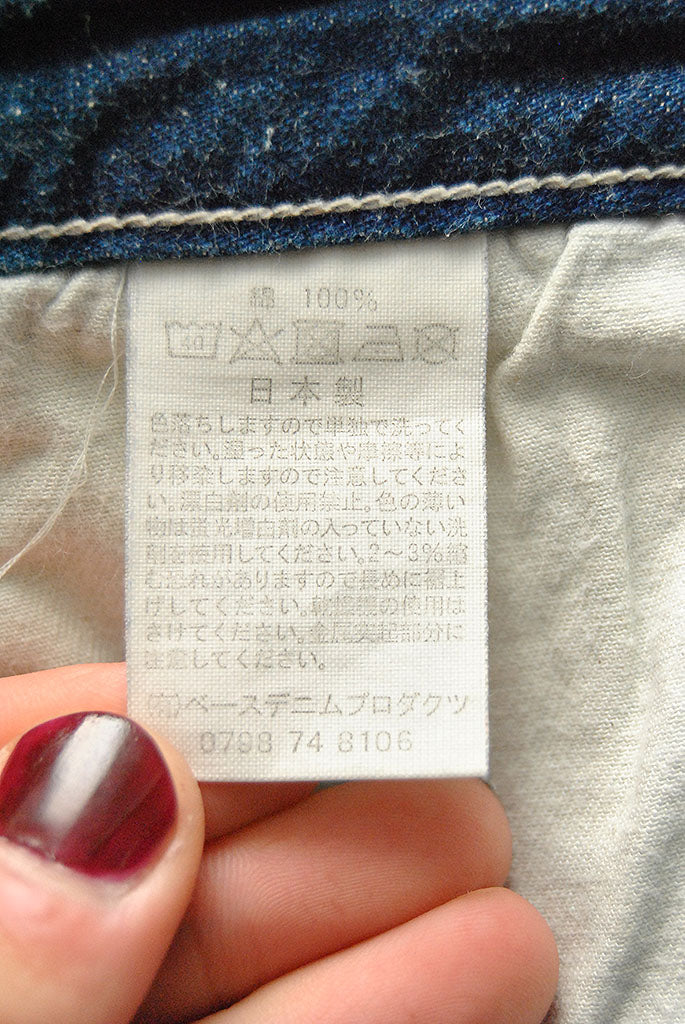 綿 100%
40
日本製
色落ちしますので単独で洗ってく
ださい。湿った状態や摩擦等によ
り移染しますので注意してくださ
い。漂白剤の使用禁止。色の薄い
物は蛍光増白剤の入っていない洗
剤を使用してください。2〜3%縮
む恐れがありますので長めに裾上
げしてください。乾燥機の使用は
さけてください。金属突起部分に
注意してください。
(有)ベースデニムプロダクツ
0798 74 8106